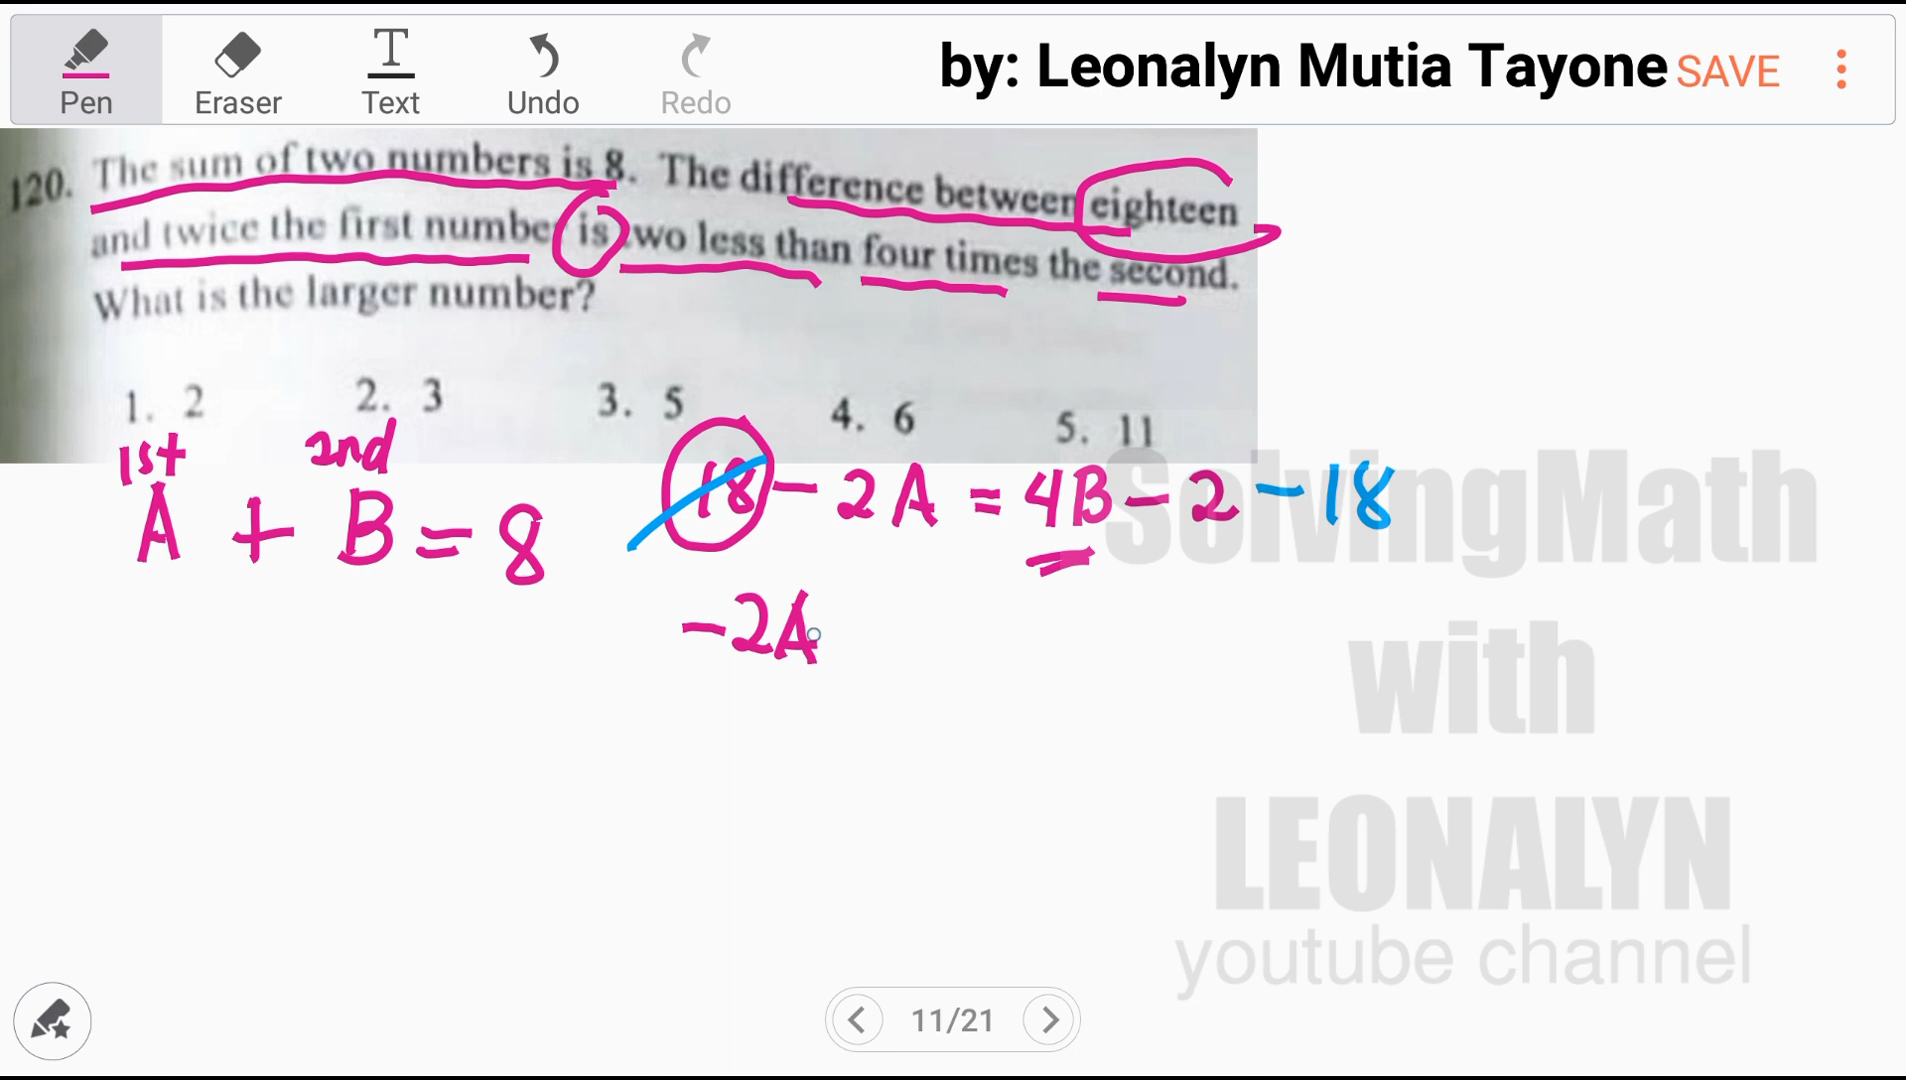 Pen
Eraser
Text
Undo
Redo
by: Leonalyn Mutia Tayone
SAVE
120. The sum of two numbers is 8. The difference between eighteen
and twice the first number is two less than four times the second.
What is the larger number?
1. 2 2. 3 3. 5 4. 6 5. 11
1st 2nd
A + B = 8
18 - 2A = 4B - 2 - 18
-2A
SolvingMath
with
LEONALYN
youtube channel
11/21